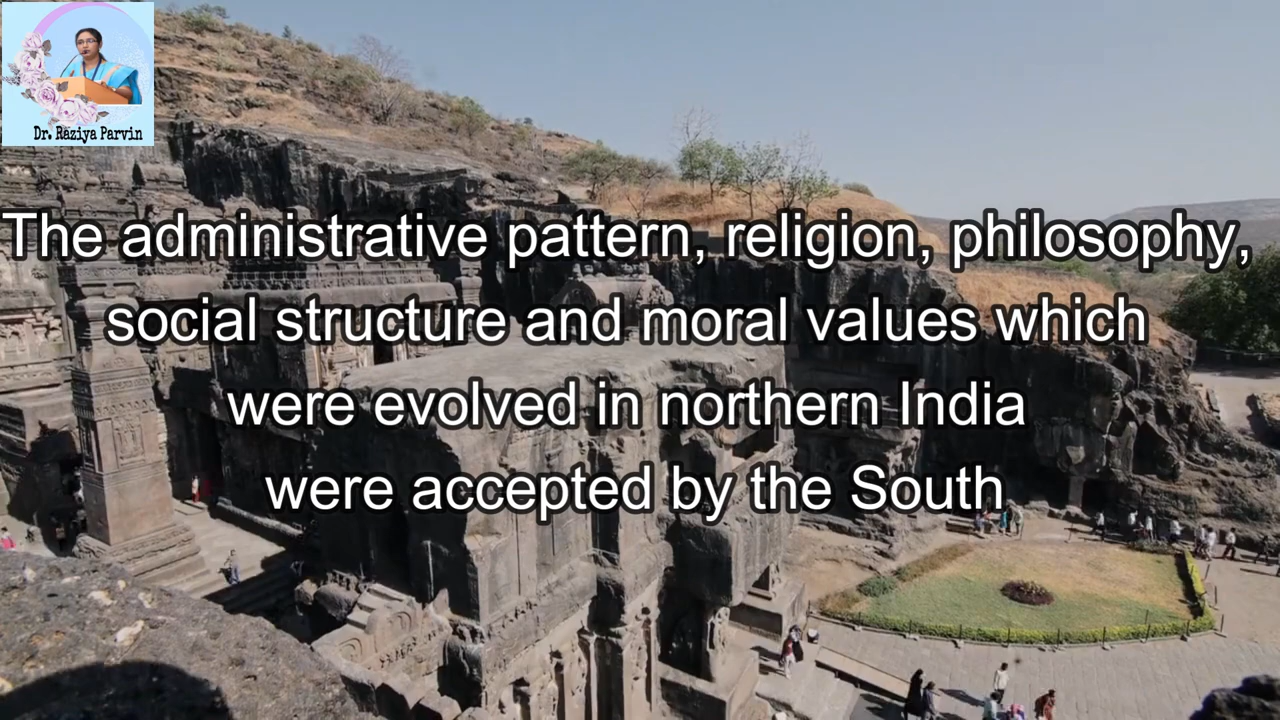 Dr. Raziya Parvin
The administrative pattern, religion, philosophy,
social structure and moral values which
were evolved in northern India
were accepted by the South